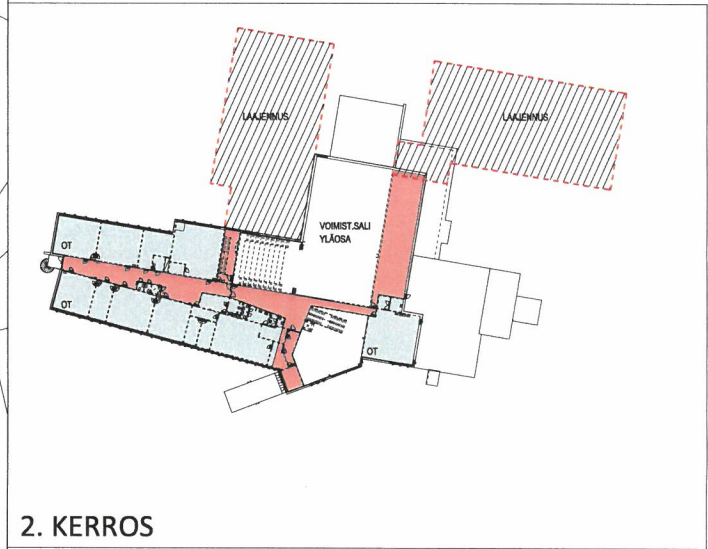 LAAJENNUS
LAAJENNUS
VOIMIST.SALI
YLÄOSA
OT
OT
OT
2. KERROS